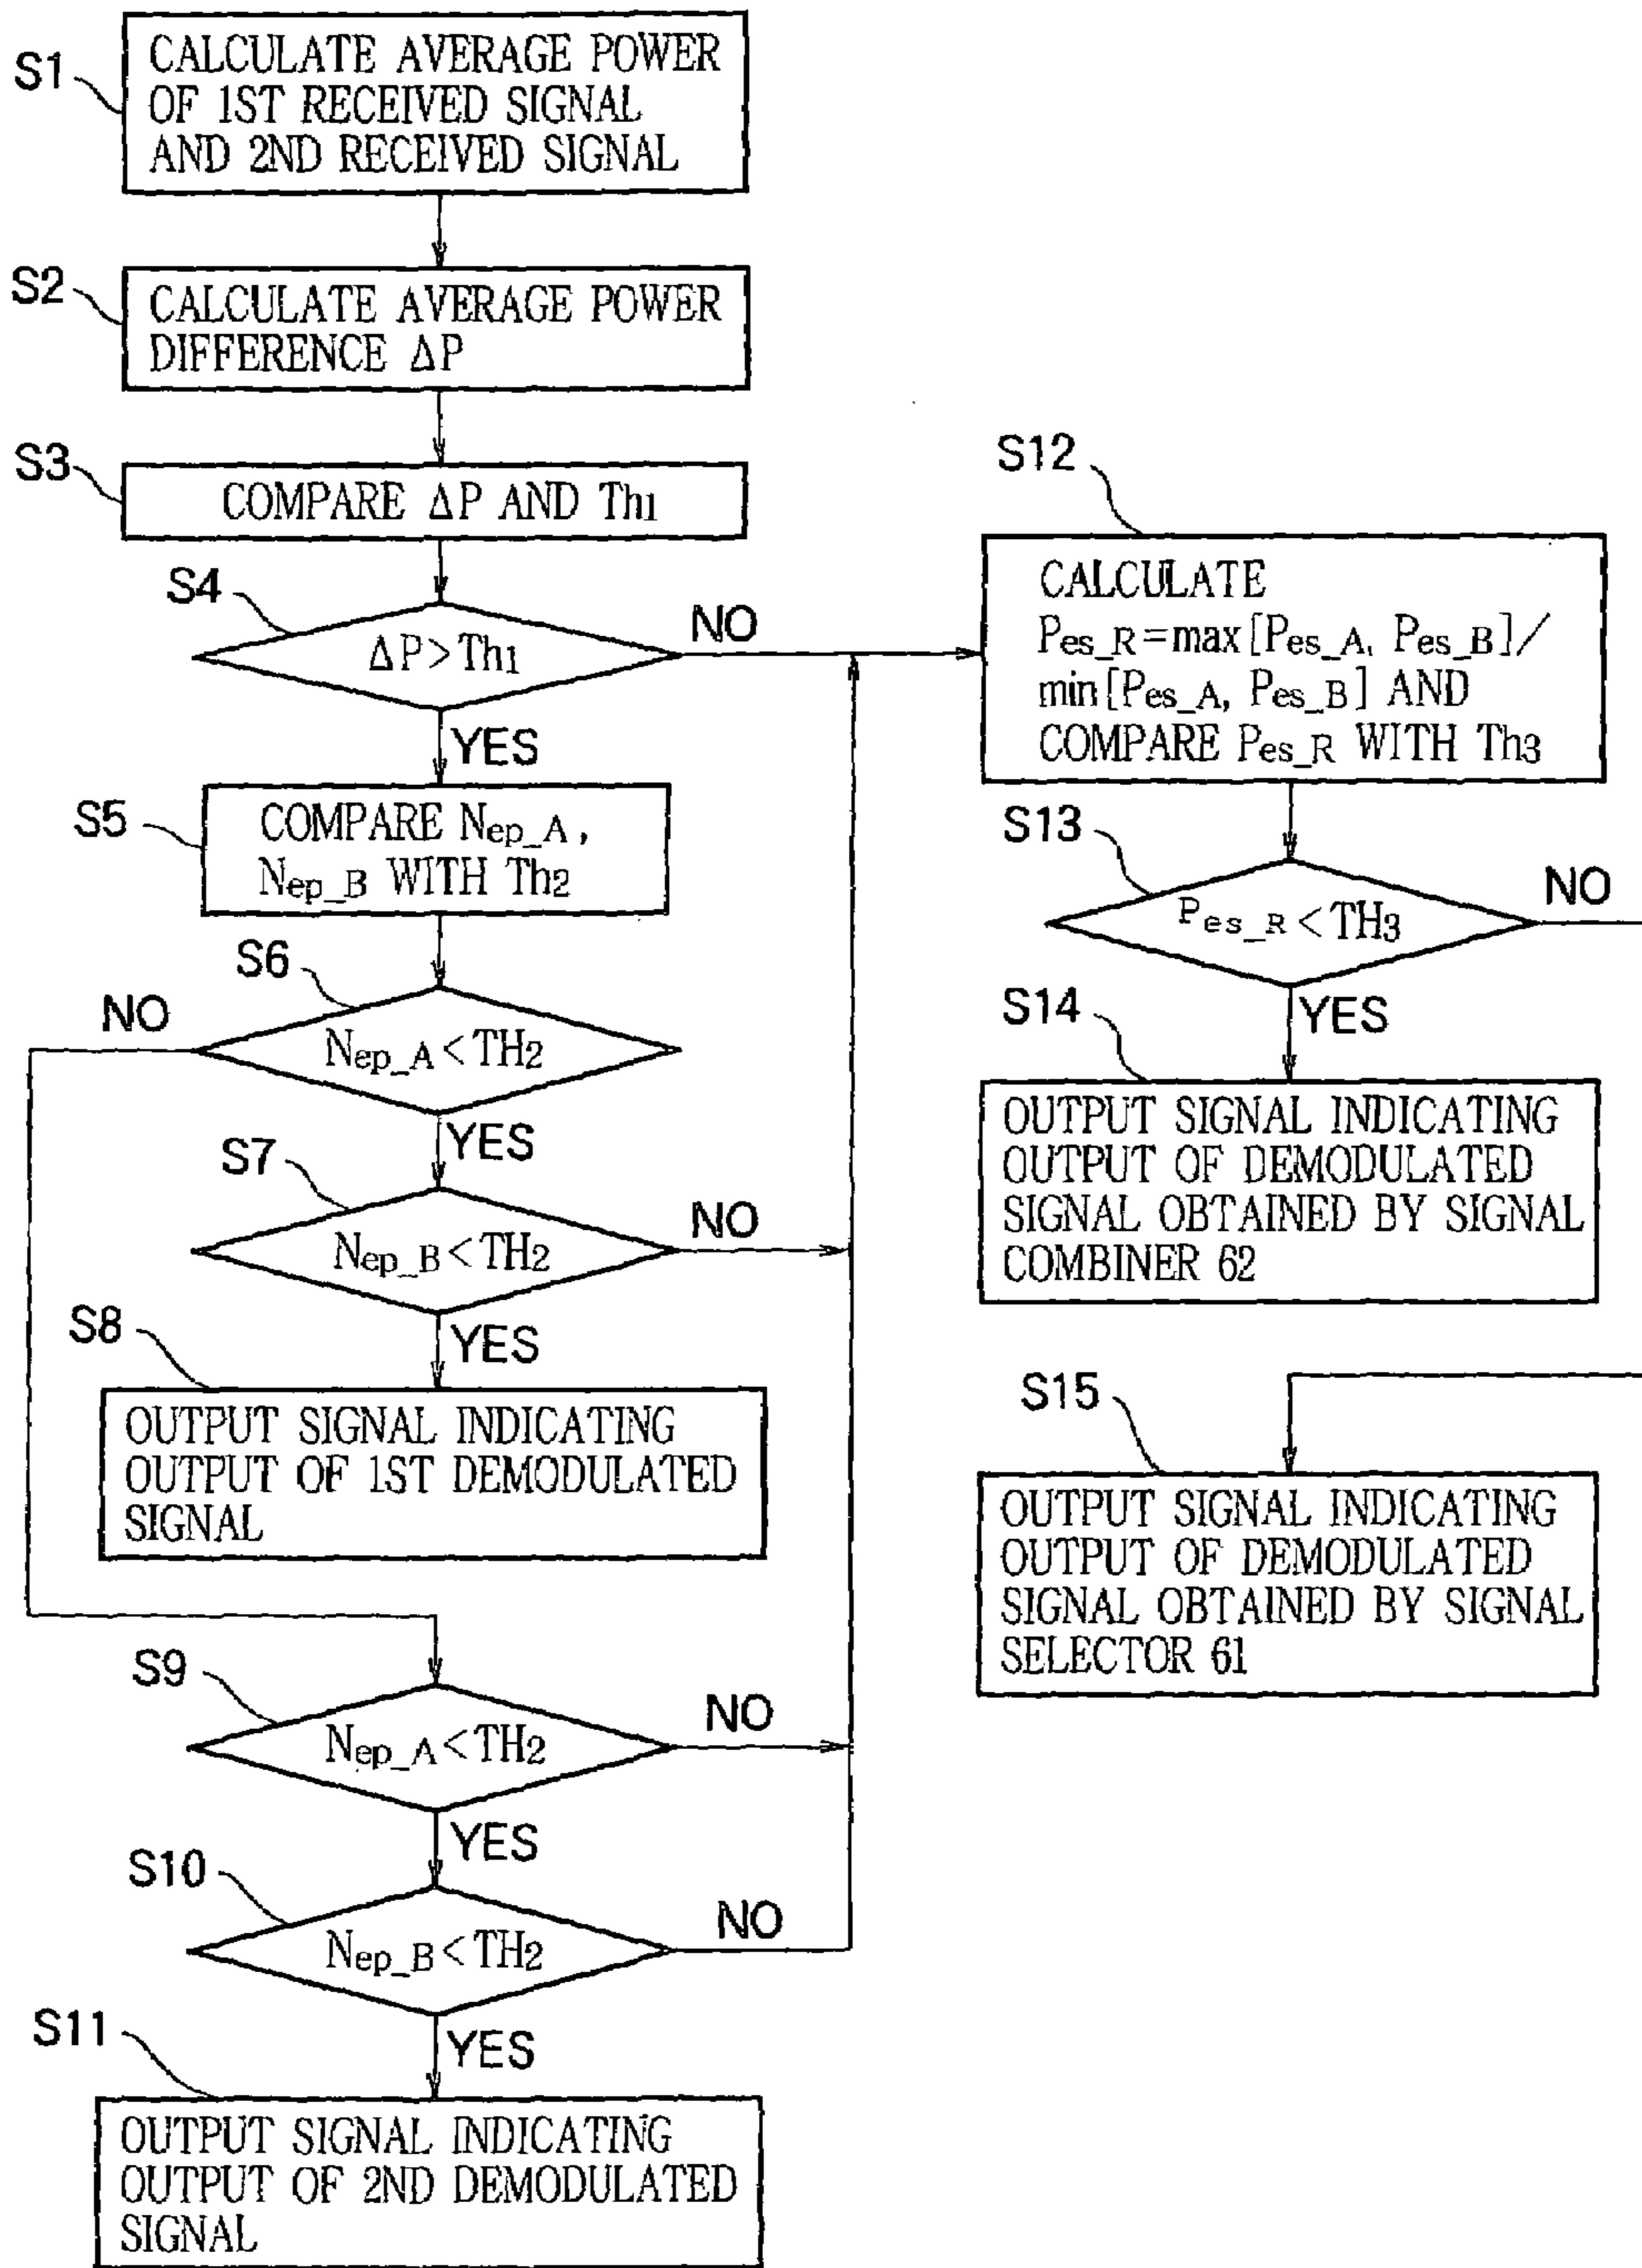 S1
CALCULATE AVERAGE POWER
OF 1ST RECEIVED SIGNAL
AND 2ND RECEIVED SIGNAL
S2
CALCULATE AVERAGE POWER
DIFFERENCE ΔP
S3
COMPARE ΔP AND Th1
S4
ΔP>Th1
NO
YES
S5
COMPARE Nep_A,
Nep_B WITH Th2
S6
NO
Nep_A<TH2
YES
S7
Nep_B<TH2
NO
YES
S8
OUTPUT SIGNAL INDICATING
OUTPUT OF 1ST DEMODULATED
SIGNAL
S9
Nep_A<TH2
NO
YES
S10
Nep_B<TH2
NO
YES
S11
OUTPUT SIGNAL INDICATING
OUTPUT OF 2ND DEMODULATED
SIGNAL
S12
CALCULATE
Pes_R=max[Pes_A, Pes_B]/
min[Pes_A, Pes_B] AND
COMPARE Pes_R WITH Th3
S13
Pes_R<TH3
NO
YES
S14
OUTPUT SIGNAL INDICATING
OUTPUT OF DEMODULATED
SIGNAL OBTAINED BY SIGNAL
COMBINER 62
S15
OUTPUT SIGNAL INDICATING
OUTPUT OF DEMODULATED
SIGNAL OBTAINED BY SIGNAL
SELECTOR 61